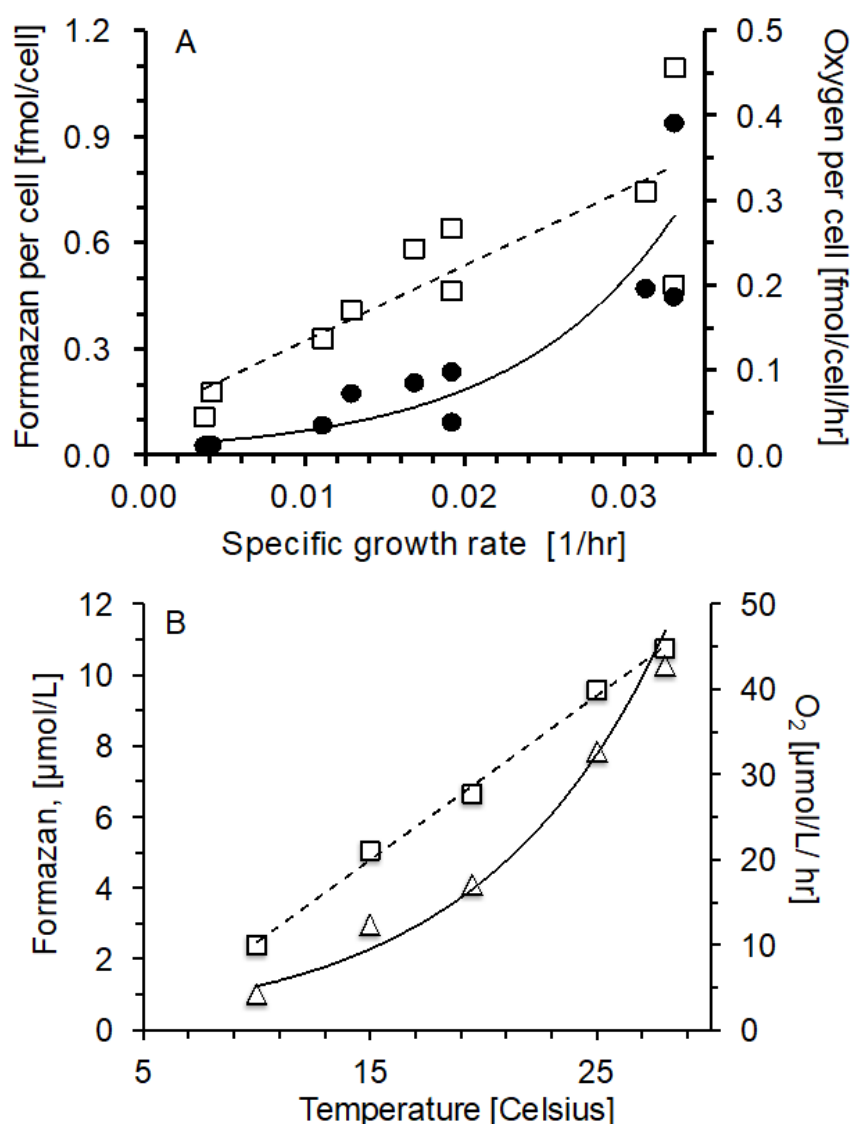 A
Forrmazan per cell [fmol/cell]
1.2
0.9
0.6
0.3
0.0
0.5
0.4
0.3
0.2
0.1
0.0
Oxygen per cell [fmol/cell/hr]
0.00 0.01 0.02 0.03
Specific growth rate [1/hr]
B
Formazan, [µmol/L]
12
10
8
6
4
2
0
50
40
30
20
10
0
O₂ [µmol/L/ hr]
5 15 25
Temperature [Celsius]